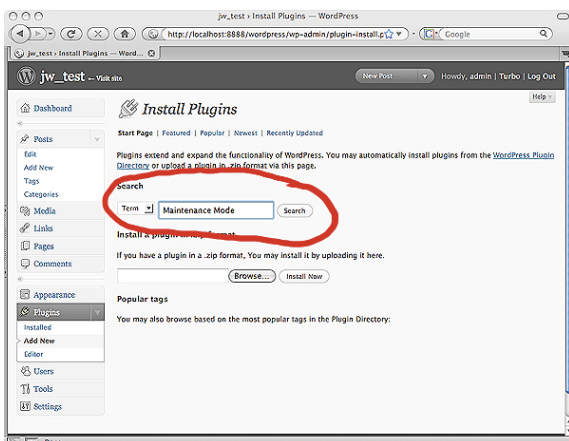 jw_test › Install Plugins — WordPress
http://localhost:8888/wordpress/wp-admin/plugin-install.p
Google
jw_test › Install Plugins — Word...
jw_test — Visit site
New Post
Howdy, admin | Turbo | Log Out
Help
Dashboard
Posts
Edit
Add New
Tags
Categories
Media
Links
Pages
Comments
Appearance
Plugins
Installed
Add New
Editor
Users
Tools
Settings
Install Plugins
Start Page | Featured | Popular | Newest | Recently Updated
Plugins extend and expand the functionality of WordPress. You may automatically install plugins from the WordPress Plugin
Directory or upload a plugin in .zip format via this page.
Search
Term
Maintenance Mode
Search
Install a plugin in .zip format
If you have a plugin in a .zip format, You may install it by uploading it here.
Browse...
Install Now
Popular tags
You may also browse based on the most popular tags in the Plugin Directory: